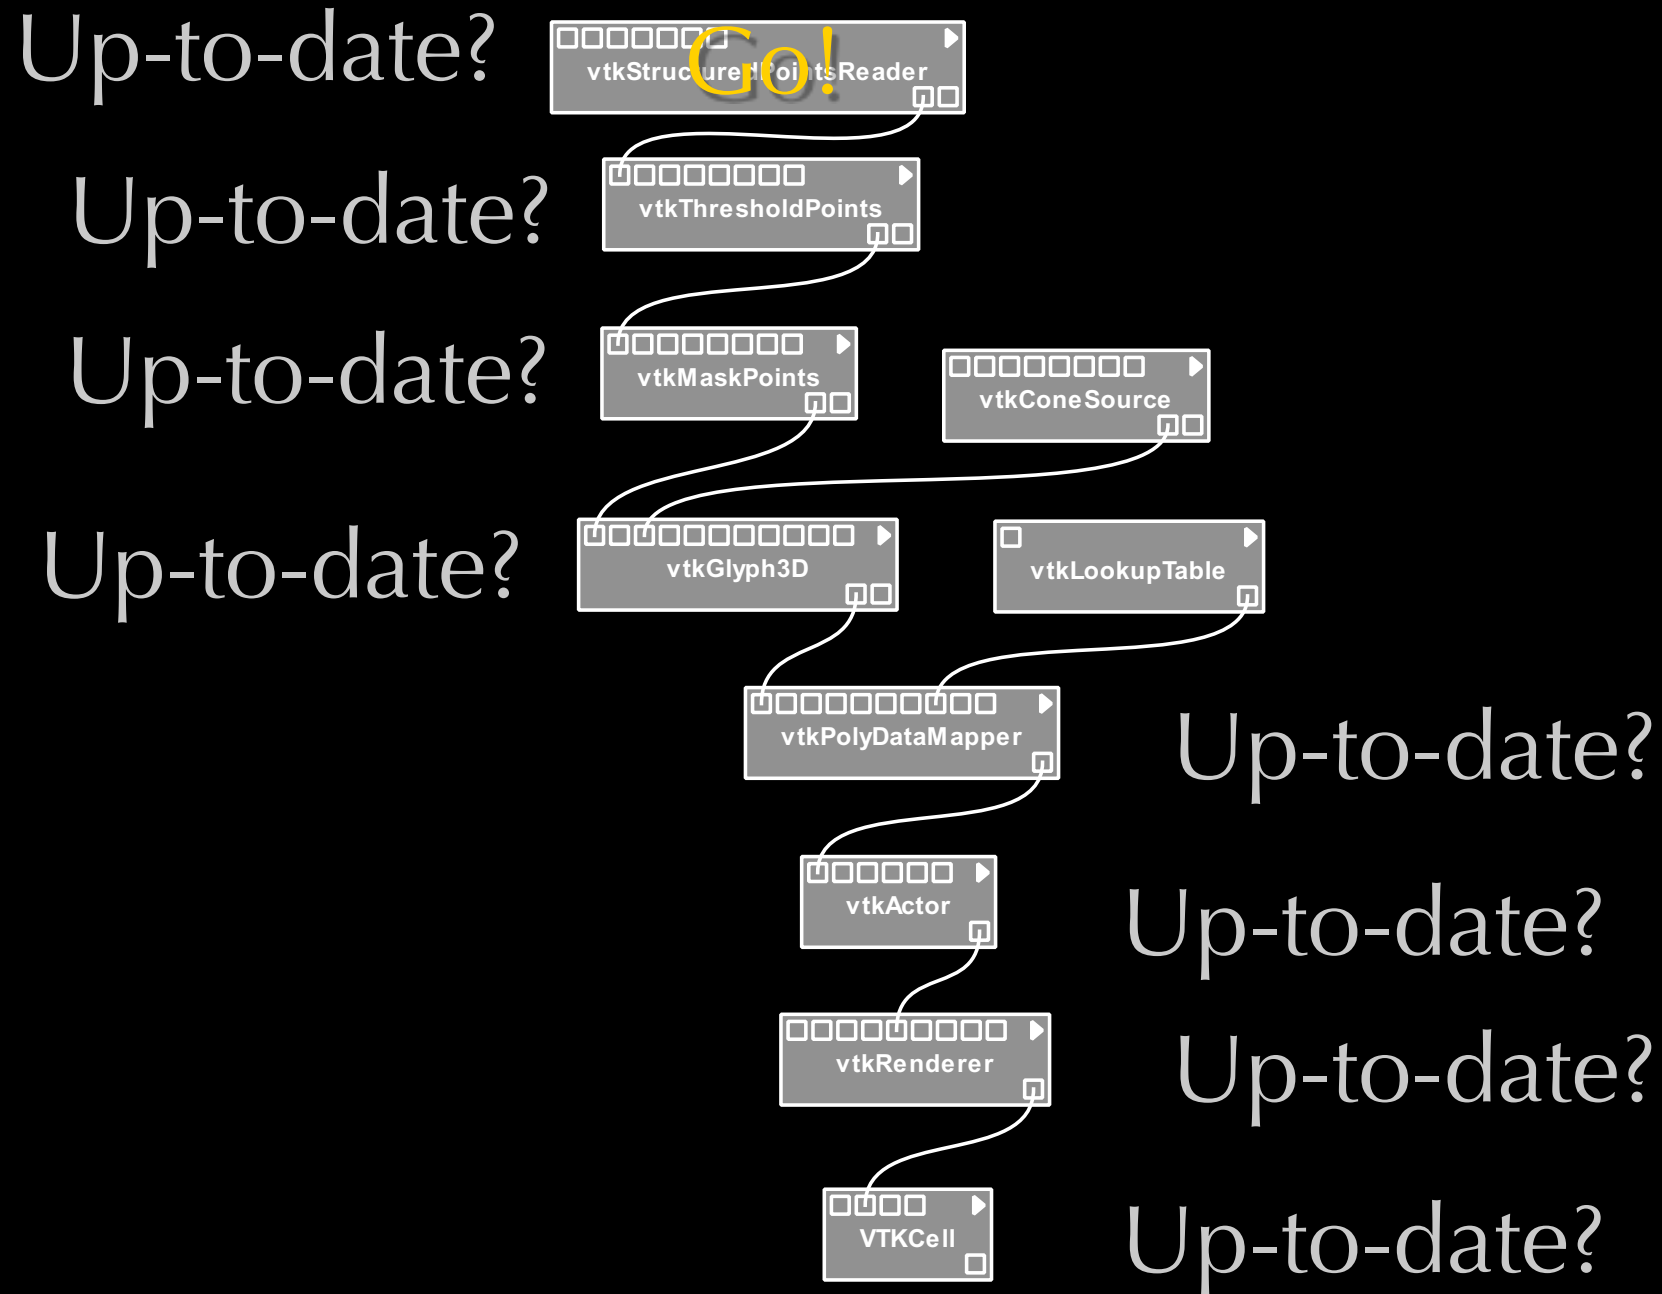 Up-to-date?
vtkStructuredPointsReader
Go!
Up-to-date?
vtkThresholdPoints
Up-to-date?
vtkMaskPoints
vtkConeSource
Up-to-date?
vtkGlyph3D
vtkLookupTable
vtkPolyDataMapper
Up-to-date?
vtkActor
Up-to-date?
vtkRenderer
Up-to-date?
VTKCell
Up-to-date?